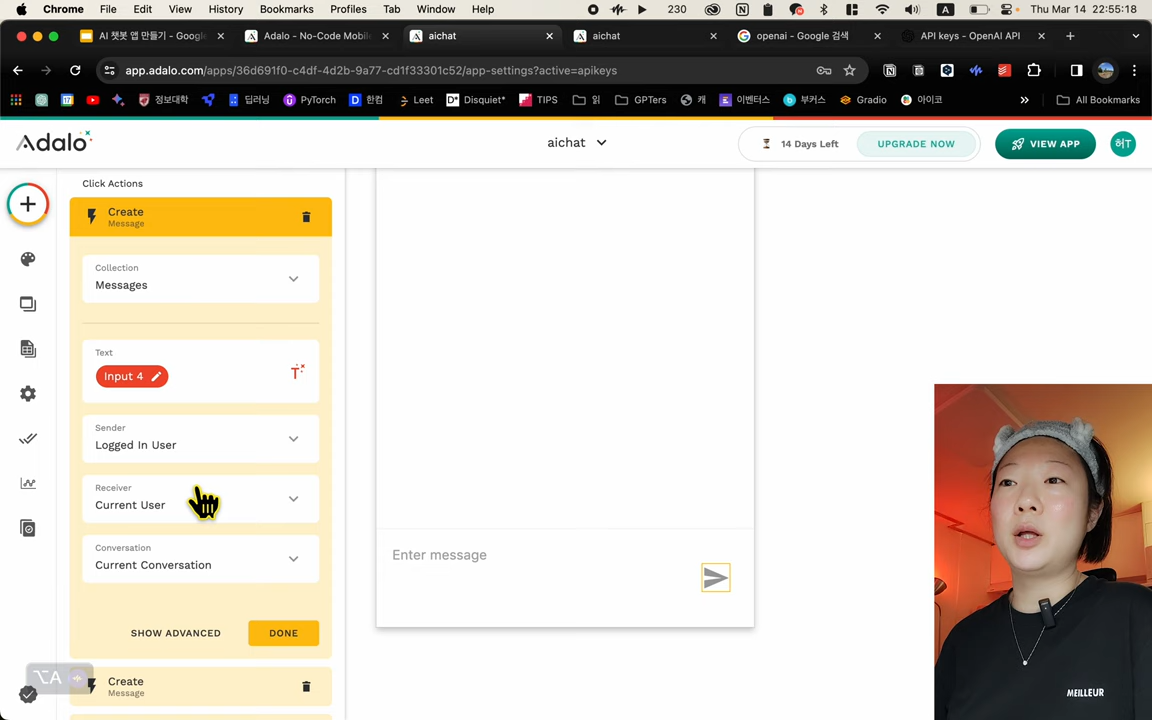 Chrome File Edit View History Bookmarks Profiles Tab Window Help 230 A Thu Mar 14 22:55:18
AI 챗봇 앱 만들기 - Google
Adalo - No-Code Mobile
aichat
aichat
openai - Google 검색
API keys - OpenAI API
app.adalo.com/apps/36d691f0-c4df-4d2b-9a77-cd1f33301c52/app-settings?active=apikeys
정보대학 딥러닝 PyTorch 한컴 Leet Disquiet* TIPS 읽 GPTers 캐 이벤터스 부커스 Gradio 아이코 » All Bookmarks
Adalo
aichat
14 Days Left
UPGRADE NOW
VIEW APP
허T
Click Actions
Create
Message
Collection
Messages
Text
Input 4
Sender
Logged In User
Receiver
Current User
Conversation
Current Conversation
SHOW ADVANCED
DONE
Create
Message
⌥A
Enter message
MEILLEUR